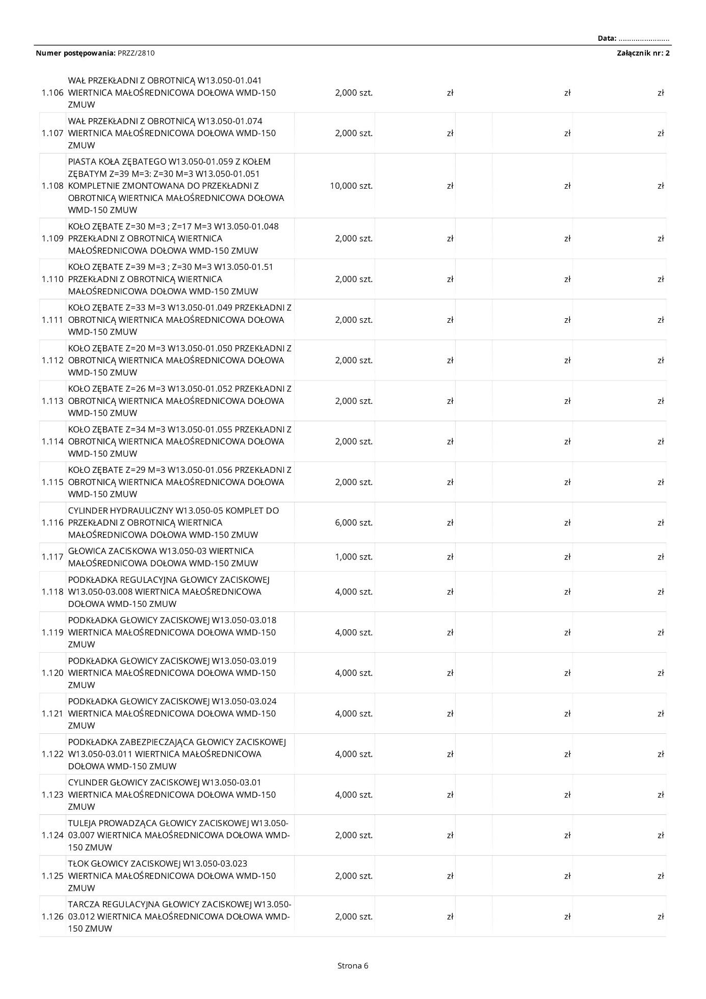 Data: ........................
Numer postępowania: PRZZ/2810 Załącznik nr: 2
WAŁ PRZEKŁADNI Z OBROTNICĄ W13.050-01.041
1.106 WIERTNICA MAŁOŚREDNICOWA DOŁOWA WMD-150 2,000 szt. zł zł zł
ZMUW
WAŁ PRZEKŁADNI Z OBROTNICĄ W13.050-01.074
1.107 WIERTNICA MAŁOŚREDNICOWA DOŁOWA WMD-150 2,000 szt. zł zł zł
ZMUW
PIASTA KOŁA ZĘBATEGO W13.050-01.059 Z KOŁEM
ZĘBATYM Z=39 M=3: Z=30 M=3 W13.050-01.051
1.108 KOMPLETNIE ZMONTOWANA DO PRZEKŁADNI Z 10,000 szt. zł zł zł
OBROTNICĄ WIERTNICA MAŁOŚREDNICOWA DOŁOWA
WMD-150 ZMUW
KOŁO ZĘBATE Z=30 M=3 ; Z=17 M=3 W13.050-01.048
1.109 PRZEKŁADNI Z OBROTNICĄ WIERTNICA 2,000 szt. zł zł zł
MAŁOŚREDNICOWA DOŁOWA WMD-150 ZMUW
KOŁO ZĘBATE Z=39 M=3 ; Z=30 M=3 W13.050-01.51
1.110 PRZEKŁADNI Z OBROTNICĄ WIERTNICA 2,000 szt. zł zł zł
MAŁOŚREDNICOWA DOŁOWA WMD-150 ZMUW
KOŁO ZĘBATE Z=33 M=3 W13.050-01.049 PRZEKŁADNI Z
1.111 OBROTNICĄ WIERTNICA MAŁOŚREDNICOWA DOŁOWA 2,000 szt. zł zł zł
WMD-150 ZMUW
KOŁO ZĘBATE Z=20 M=3 W13.050-01.050 PRZEKŁADNI Z
1.112 OBROTNICĄ WIERTNICA MAŁOŚREDNICOWA DOŁOWA 2,000 szt. zł zł zł
WMD-150 ZMUW
KOŁO ZĘBATE Z=26 M=3 W13.050-01.052 PRZEKŁADNI Z
1.113 OBROTNICĄ WIERTNICA MAŁOŚREDNICOWA DOŁOWA 2,000 szt. zł zł zł
WMD-150 ZMUW
KOŁO ZĘBATE Z=34 M=3 W13.050-01.055 PRZEKŁADNI Z
1.114 OBROTNICĄ WIERTNICA MAŁOŚREDNICOWA DOŁOWA 2,000 szt. zł zł zł
WMD-150 ZMUW
KOŁO ZĘBATE Z=29 M=3 W13.050-01.056 PRZEKŁADNI Z
1.115 OBROTNICĄ WIERTNICA MAŁOŚREDNICOWA DOŁOWA 2,000 szt. zł zł zł
WMD-150 ZMUW
CYLINDER HYDRAULICZNY W13.050-05 KOMPLET DO
1.116 PRZEKŁADNI Z OBROTNICĄ WIERTNICA 6,000 szt. zł zł zł
MAŁOŚREDNICOWA DOŁOWA WMD-150 ZMUW
GŁOWICA ZACISKOWA W13.050-03 WIERTNICA
1.117 MAŁOŚREDNICOWA DOŁOWA WMD-150 ZMUW 1,000 szt. zł zł zł
PODKŁADKA REGULACYJNA GŁOWICY ZACISKOWEJ
1.118 W13.050-03.008 WIERTNICA MAŁOŚREDNICOWA 4,000 szt. zł zł zł
DOŁOWA WMD-150 ZMUW
PODKŁADKA GŁOWICY ZACISKOWEJ W13.050-03.018
1.119 WIERTNICA MAŁOŚREDNICOWA DOŁOWA WMD-150 4,000 szt. zł zł zł
ZMUW
PODKŁADKA GŁOWICY ZACISKOWEJ W13.050-03.019
1.120 WIERTNICA MAŁOŚREDNICOWA DOŁOWA WMD-150 4,000 szt. zł zł zł
ZMUW
PODKŁADKA GŁOWICY ZACISKOWEJ W13.050-03.024
1.121 WIERTNICA MAŁOŚREDNICOWA DOŁOWA WMD-150 4,000 szt. zł zł zł
ZMUW
PODKŁADKA ZABEZPIECZAJĄCA GŁOWICY ZACISKOWEJ
1.122 W13.050-03.011 WIERTNICA MAŁOŚREDNICOWA 4,000 szt. zł zł zł
DOŁOWA WMD-150 ZMUW
CYLINDER GŁOWICY ZACISKOWEJ W13.050-03.01
1.123 WIERTNICA MAŁOŚREDNICOWA DOŁOWA WMD-150 4,000 szt. zł zł zł
ZMUW
TULEJA PROWADZĄCA GŁOWICY ZACISKOWEJ W13.050-
1.124 03.007 WIERTNICA MAŁOŚREDNICOWA DOŁOWA WMD- 2,000 szt. zł zł zł
150 ZMUW
TŁOK GŁOWICY ZACISKOWEJ W13.050-03.023
1.125 WIERTNICA MAŁOŚREDNICOWA DOŁOWA WMD-150 2,000 szt. zł zł zł
ZMUW
TARCZA REGULACYJNA GŁOWICY ZACISKOWEJ W13.050-
1.126 03.012 WIERTNICA MAŁOŚREDNICOWA DOŁOWA WMD- 2,000 szt. zł zł zł
150 ZMUW
Strona 6